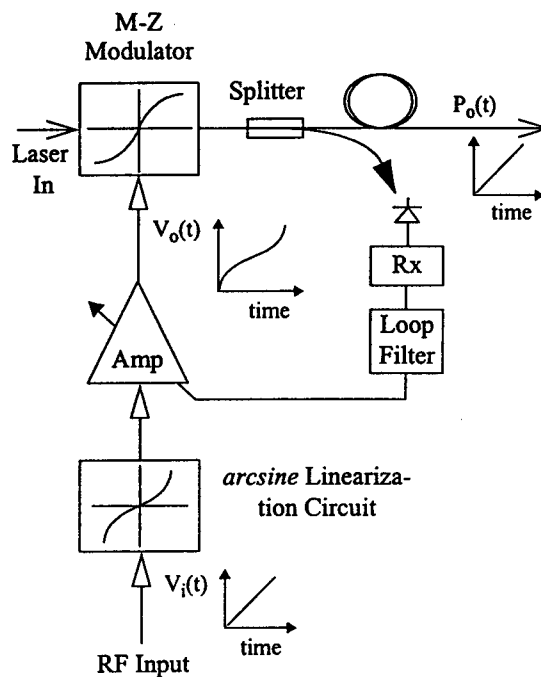 M-Z
Modulator
Splitter
P_o(t)
Laser
In
time
V_o(t)
time
Rx
Loop
Filter
Amp
arcsine Lineariza-
tion Circuit
V_i(t)
time
RF Input